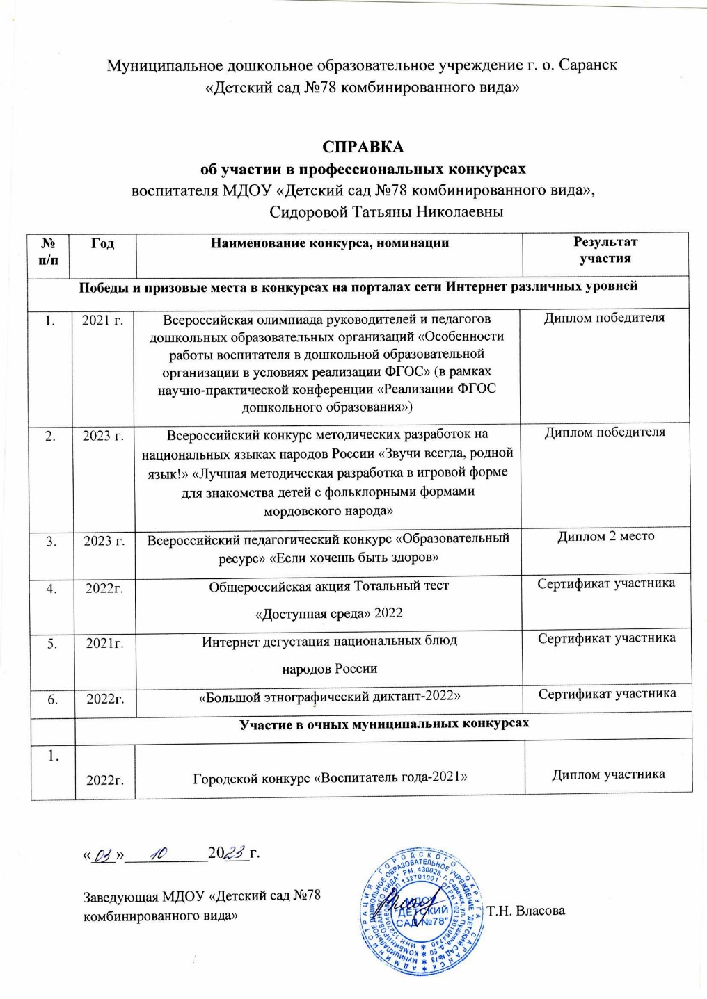 Муниципальное дошкольное образовательное учреждение г. о. Саранск
«Детский сад №78 комбинированного вида»
СПРАВКА
об участии в профессиональных конкурсах
воспитателя МДОУ «Детский сад №78 комбинированного вида»,
Сидоровой Татьяны Николаевны
№ п/п Год Наименование конкурса, номинации Результат участия
Победы и призовые места в конкурсах на порталах сети Интернет различных уровней
1. 2021 г. Всероссийская олимпиада руководителей и педагогов Диплом победителя
дошкольных образовательных организаций «Особенности
работы воспитателя в дошкольной образовательной
организации в условиях реализации ФГОС» (в рамках
научно-практической конференции «Реализации ФГОС
дошкольного образования»)
2. 2023 г. Всероссийский конкурс методических разработок на Диплом победителя
национальных языках народов России «Звучи всегда, родной
язык!» «Лучшая методическая разработка в игровой форме
для знакомства детей с фольклорными формами
мордовского народа»
3. 2023 г. Всероссийский педагогический конкурс «Образовательный Диплом 2 место
ресурс» «Если хочешь быть здоров»
4. 2022г. Общероссийская акция Тотальный тест Сертификат участника
«Доступная среда» 2022
5. 2021г. Интернет дегустация национальных блюд Сертификат участника
народов России
6. 2022г. «Большой этнографический диктант-2022» Сертификат участника
Участие в очных муниципальных конкурсах
1.
2022г. Городской конкурс «Воспитатель года-2021» Диплом участника
«03» 10 2023 г.
Заведующая МДОУ «Детский сад №78
комбинированного вида» Т.Н. Власова
АДМИНИСТРАЦИЯ ГОРОДСКОГО ОКРУГА САРАНСК
МУНИЦИПАЛЬНОЕ ДОШКОЛЬНОЕ ОБРАЗОВАТЕЛЬНОЕ УЧРЕЖДЕНИЕ "ДЕТСКИЙ САД №78
КОМБИНИРОВАННОГО ВИДА" РМ, 430028, г. Саранск, ул. Пушкина, д. 50
МДОУ
"ДЕТСКИЙ
САД №78"